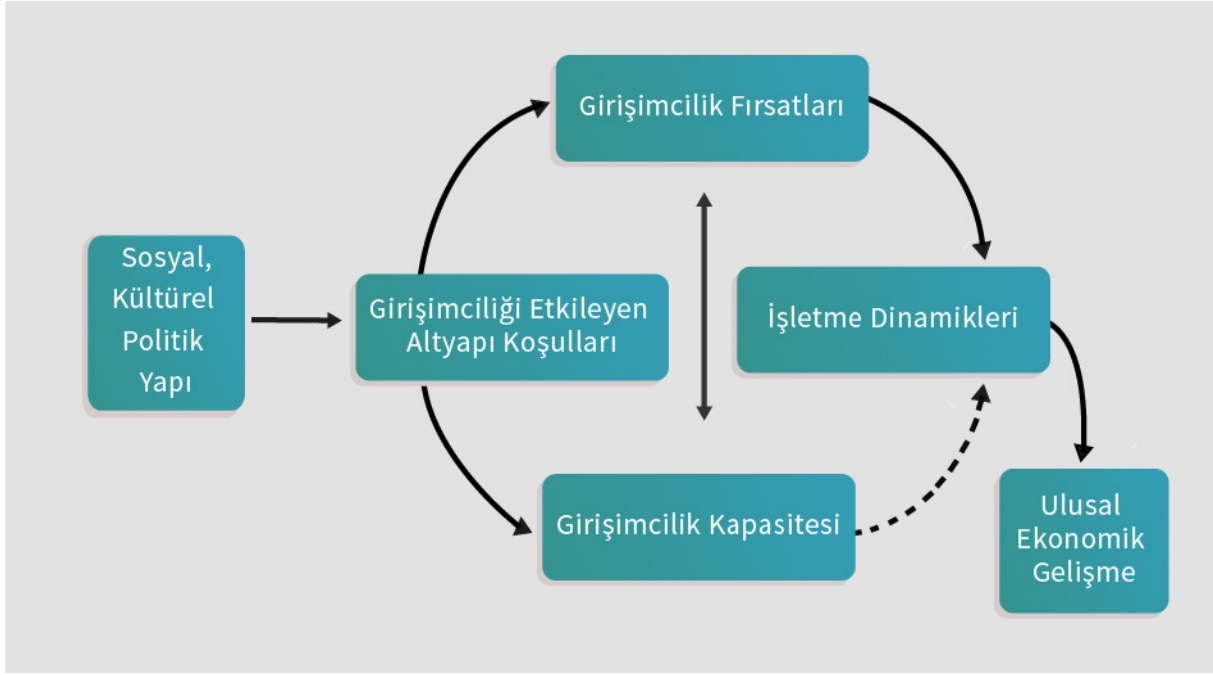 Girişimcilik Fırsatları
Sosyal,
Kültürel
Politik
Yapı
Girişimciliği Etkileyen
Altyapı Koşulları
İşletme Dinamikleri
Girişimcilik Kapasitesi
Ulusal
Ekonomik
Gelişme